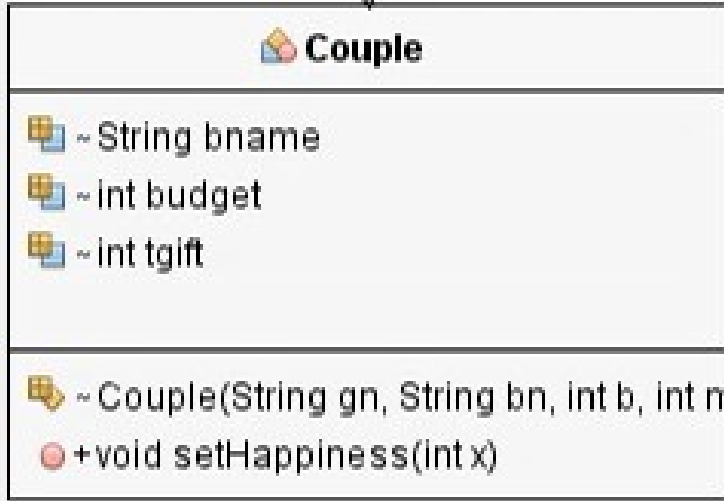 Couple
~String bname
~int budget
~int tgift
~Couple(String gn, String bn, int b, int m
+void setHappiness(int x)